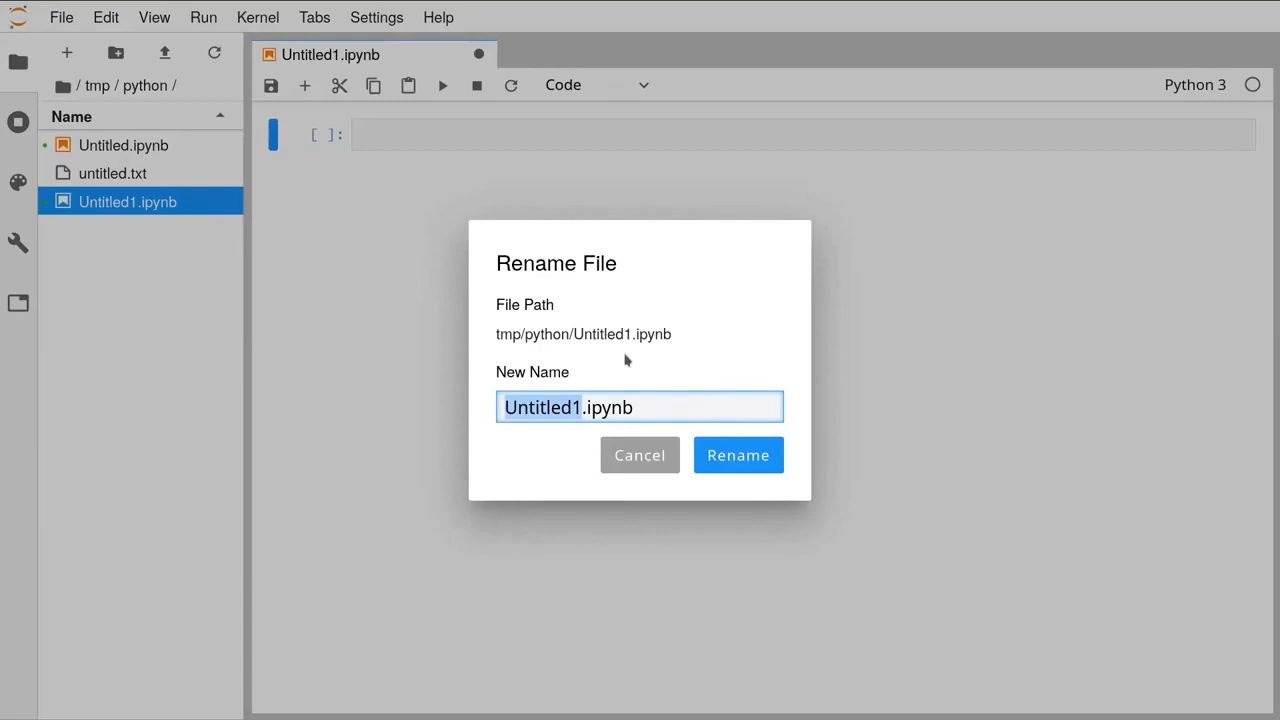 File Edit View Run Kernel Tabs Settings Help
Untitled1.ipynb
/ tmp / python /
Code
Python 3
Name
Untitled.ipynb
untitled.txt
Untitled1.ipynb
[ ]:
Rename File
File Path
tmp/python/Untitled1.ipynb
New Name
Untitled1.ipynb
Cancel Rename